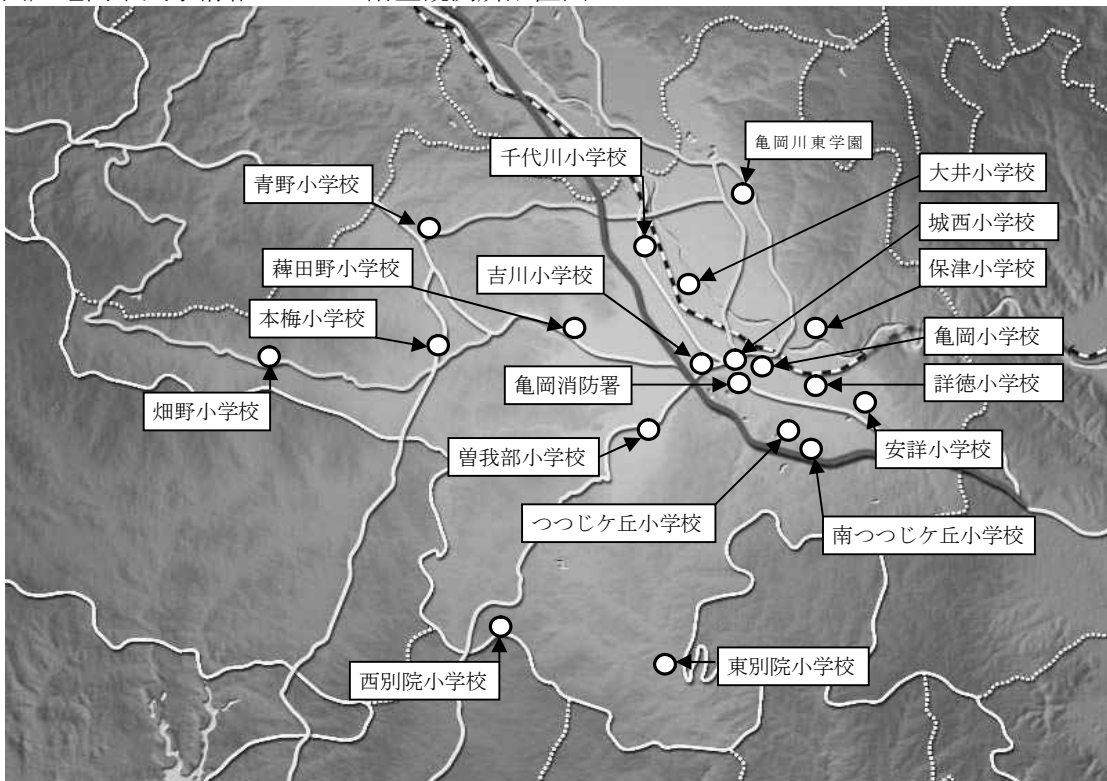 千代川小学校
亀岡川東学園
大井小学校
青野小学校
城西小学校
薭田野小学校
吉川小学校
保津小学校
本梅小学校
亀岡小学校
亀岡消防署
詳徳小学校
畑野小学校
曽我部小学校
安詳小学校
つつじケ丘小学校
南つつじケ丘小学校
西別院小学校
東別院小学校